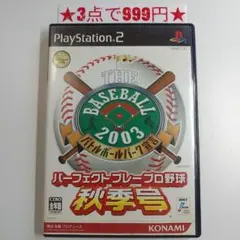 ★3点で999円★
PlayStation 2
THE
BASEBALL
2003
バトルボールパーク宣言
パーフェクトプレープロ野球
秋季号
KONAMI